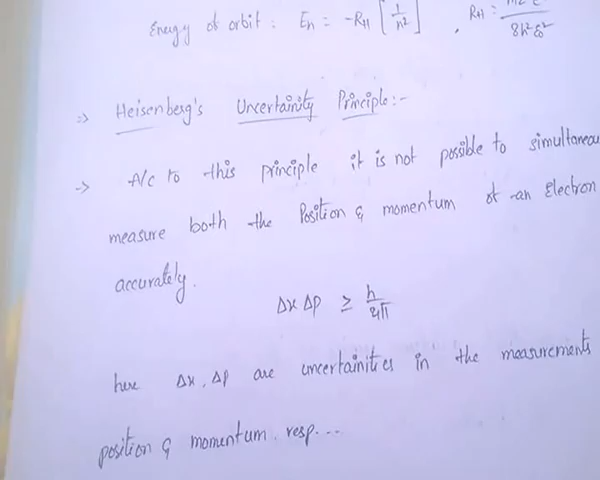 Energy of orbit : En = -RH [1/n²] , RH =
8h²ε0²
=> Heisenberg's Uncertainity Principle:-
-> A/c to this principle it is not possible to simultaneou
measure both the Position & momentum of an Electron
accurately.
Δx Δp ≥ h/4π
here Δx, Δp are uncertainities in the measurements
position & momentum. resp...